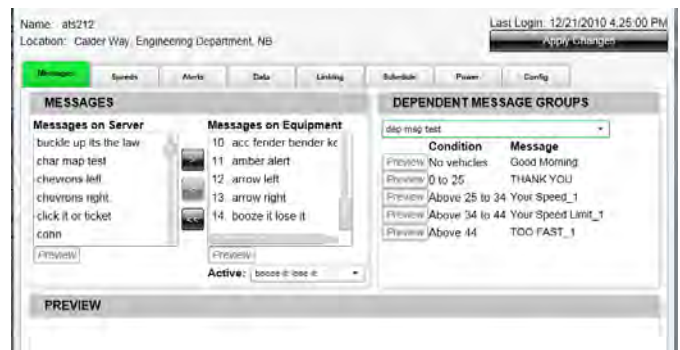 Name: ats212
Last Login: 12/21/2010 4:25:00 PM
Location: Calder Way, Engineering Department, NB
Apply Changes
Messages Speeds Alerts Data Linking Schedule Power Config
MESSAGES
Messages on Server
buckle up its the law
char map test
chevrons left
chevrons right
click it or ticket
conn
Preview
>
<<
Messages on Equipment
10 acc fender bender ke
11 amber alert
12 arrow left
13 arrow right
14 booze it lose it
Preview
Active: booze it lose it
DEPENDENT MESSAGE GROUPS
dep map test
Condition Message
Preview No vehicles Good Morning
Preview 0 to 25 THANK YOU
Preview Above 25 to 34 Your Speed_1
Preview Above 34 to 44 Your Speed Limit_1
Preview Above 44 TOO FAST_1
PREVIEW